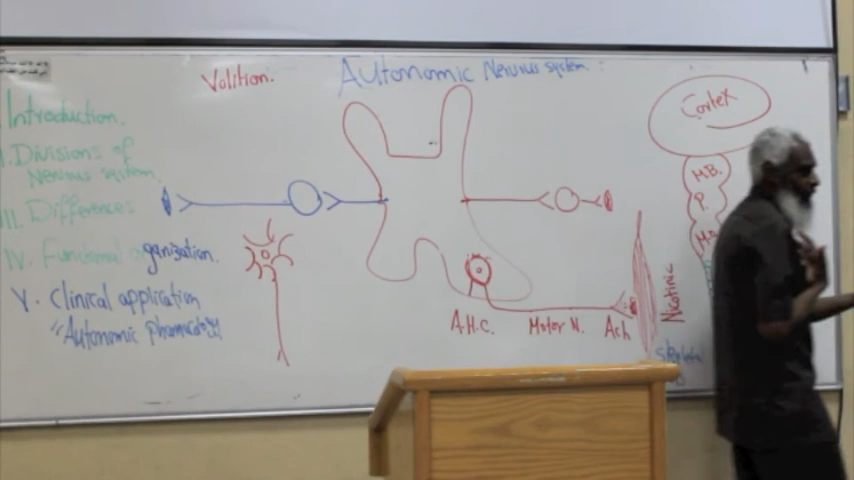 Volition.
Autonomic Nervous system :
Introduction.
I. Divisions of
Nervous system
III. Differences
IV. Functional organization.
V. Clinical application
"Autonomic pharmacology
Cortex
M.B.
P.
M.O
A.H.C.
Motor N.
Ach
Nicotinic
skeletal